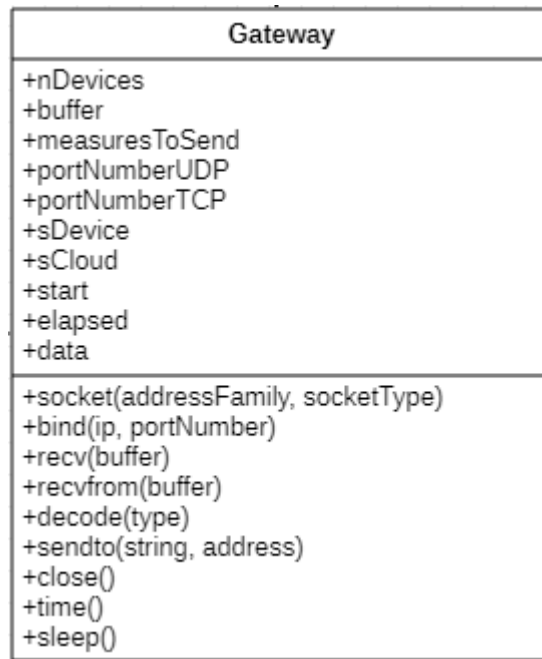 Gateway
+nDevices
+buffer
+measuresToSend
+portNumberUDP
+portNumberTCP
+sDevice
+sCloud
+start
+elapsed
+data
+socket(addressFamily, socketType)
+bind(ip, portNumber)
+recv(buffer)
+recvfrom(buffer)
+decode(type)
+sendto(string, address)
+close()
+time()
+sleep()